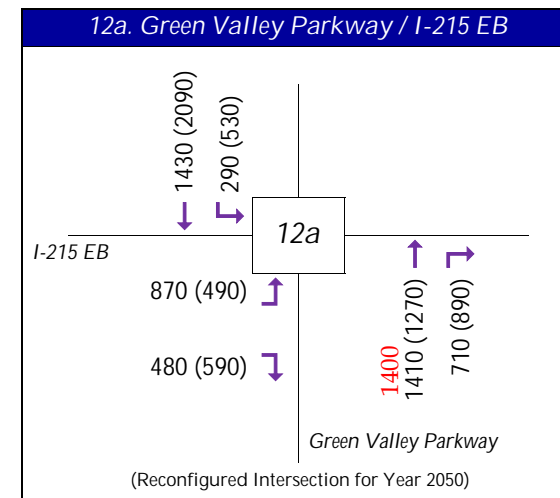 12a. Green Valley Parkway / I-215 EB
1430 (2090)
290 (530)
12a
I-215 EB
870 (490)
480 (590)
1400
1410 (1270)
710 (890)
Green Valley Parkway
(Reconfigured Intersection for Year 2050)